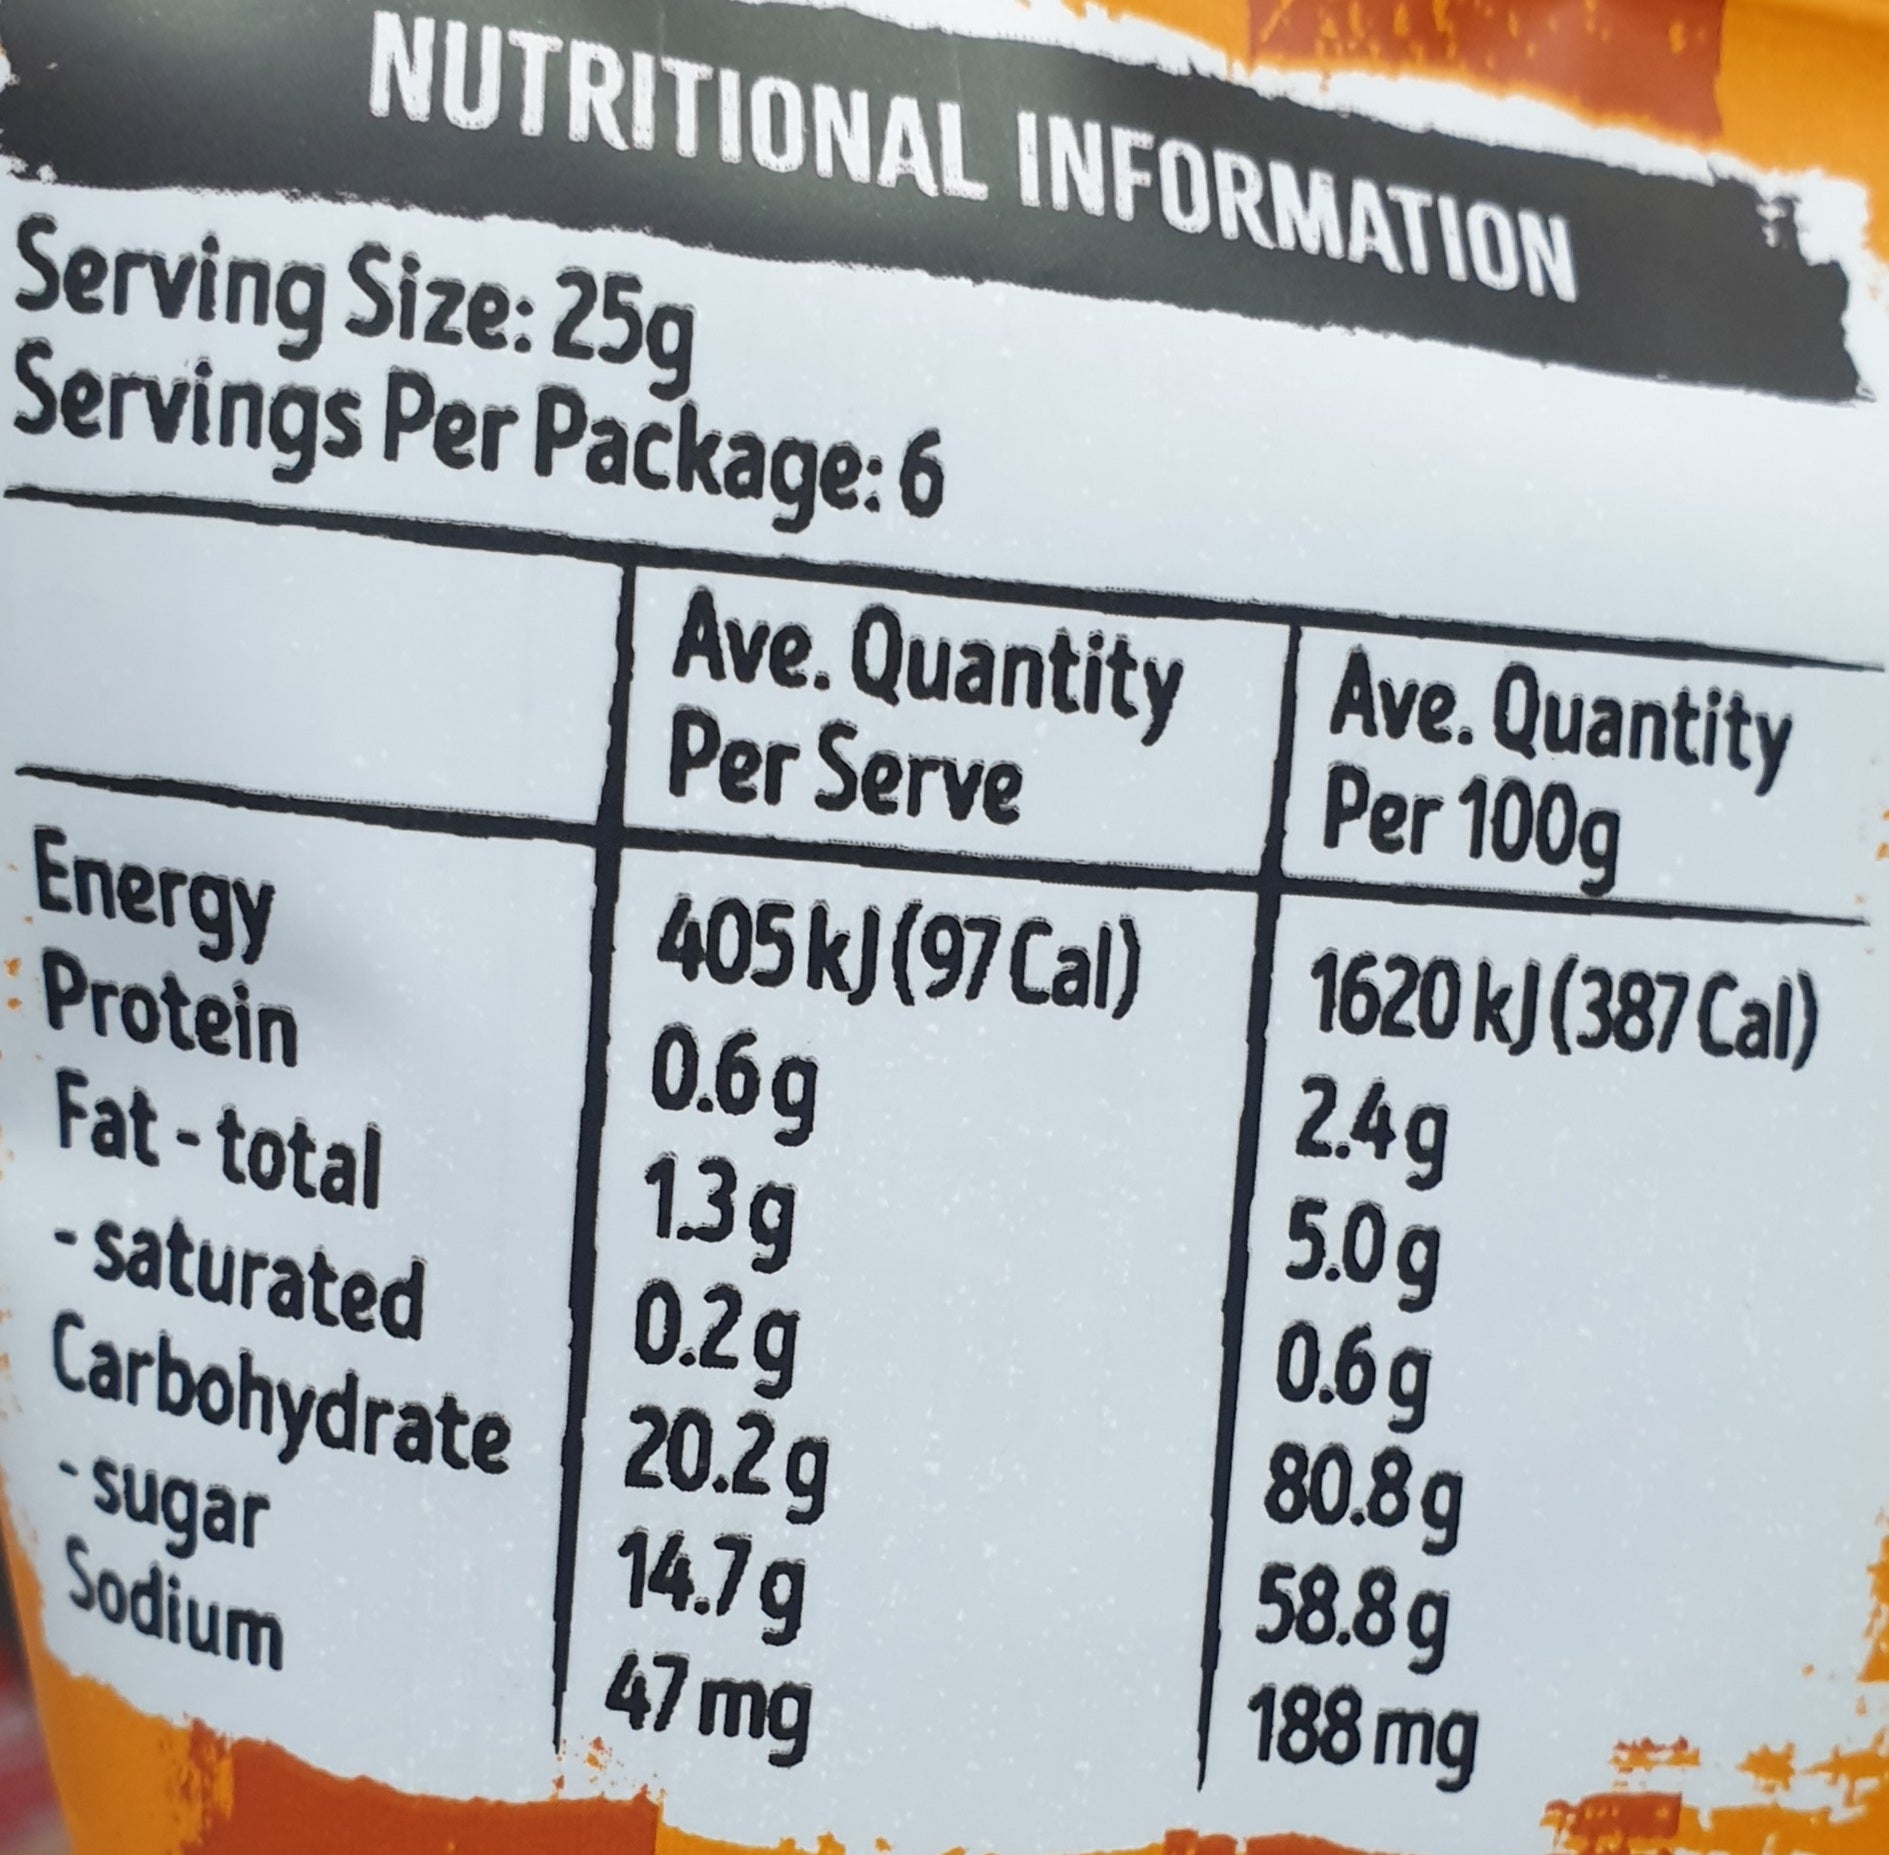 NUTRITIONAL INFORMATION
Serving Size: 25g
Servings Per Package: 6
Ave. Quantity Per Serve
Ave. Quantity Per 100g
Energy 405 kJ (97 Cal) 1620 kJ (387 Cal)
Protein 0.6 g 2.4 g
Fat - total 1.3 g 5.0 g
- saturated 0.2 g 0.6 g
Carbohydrate 20.2 g 80.8 g
- sugar 14.7 g 58.8 g
Sodium 47 mg 188 mg